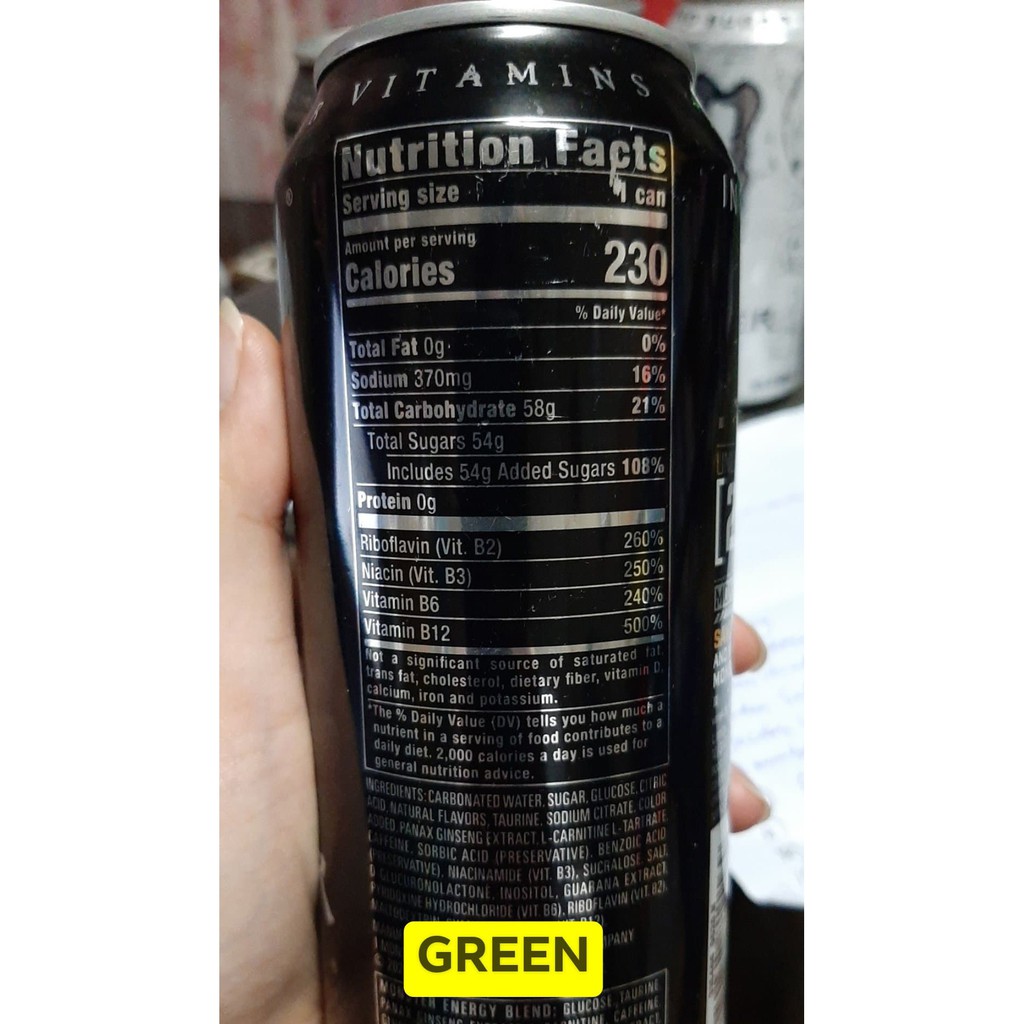 VITAMINS
Nutrition Facts
Serving size 1 can
Amount per serving
Calories 230
% Daily Value*
Total Fat 0g 0%
Sodium 370mg 16%
Total Carbohydrate 58g 21%
Total Sugars 54g
Includes 54g Added Sugars 108%
Protein 0g
Riboflavin (Vit. B2) 260%
Niacin (Vit. B3) 250%
Vitamin B6 240%
Vitamin B12 500%
Not a significant source of saturated fat,
trans fat, cholesterol, dietary fiber, vitamin D,
calcium, iron and potassium.
*The % Daily Value (DV) tells you how much a
nutrient in a serving of food contributes to a
daily diet. 2,000 calories a day is used for
general nutrition advice.
INGREDIENTS: CARBONATED WATER, SUGAR, GLUCOSE, CITRIC
ACID, NATURAL FLAVORS, TAURINE, SODIUM CITRATE, COLOR
ADDED, PANAX GINSENG EXTRACT, L-CARNITINE L-TARTRATE,
CAFFEINE, SORBIC ACID (PRESERVATIVE), BENZOIC ACID
(PRESERVATIVE), NIACINAMIDE (VIT. B3), SUCRALOSE, SALT,
D-GLUCURONOLACTONE, INOSITOL, GUARANA EXTRACT,
PYRIDOXINE HYDROCHLORIDE (VIT. B6), RIBOFLAVIN (VIT. B2),
GREEN
ENERGY BLEND: GLUCOSE, TAURINE,
PANAX GINSENG CAFFEINE,